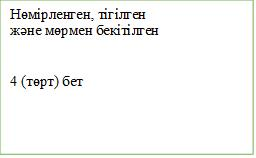 Нөмірленген, тігілген
және мөрмен бекітілген
4 (төрт) бет